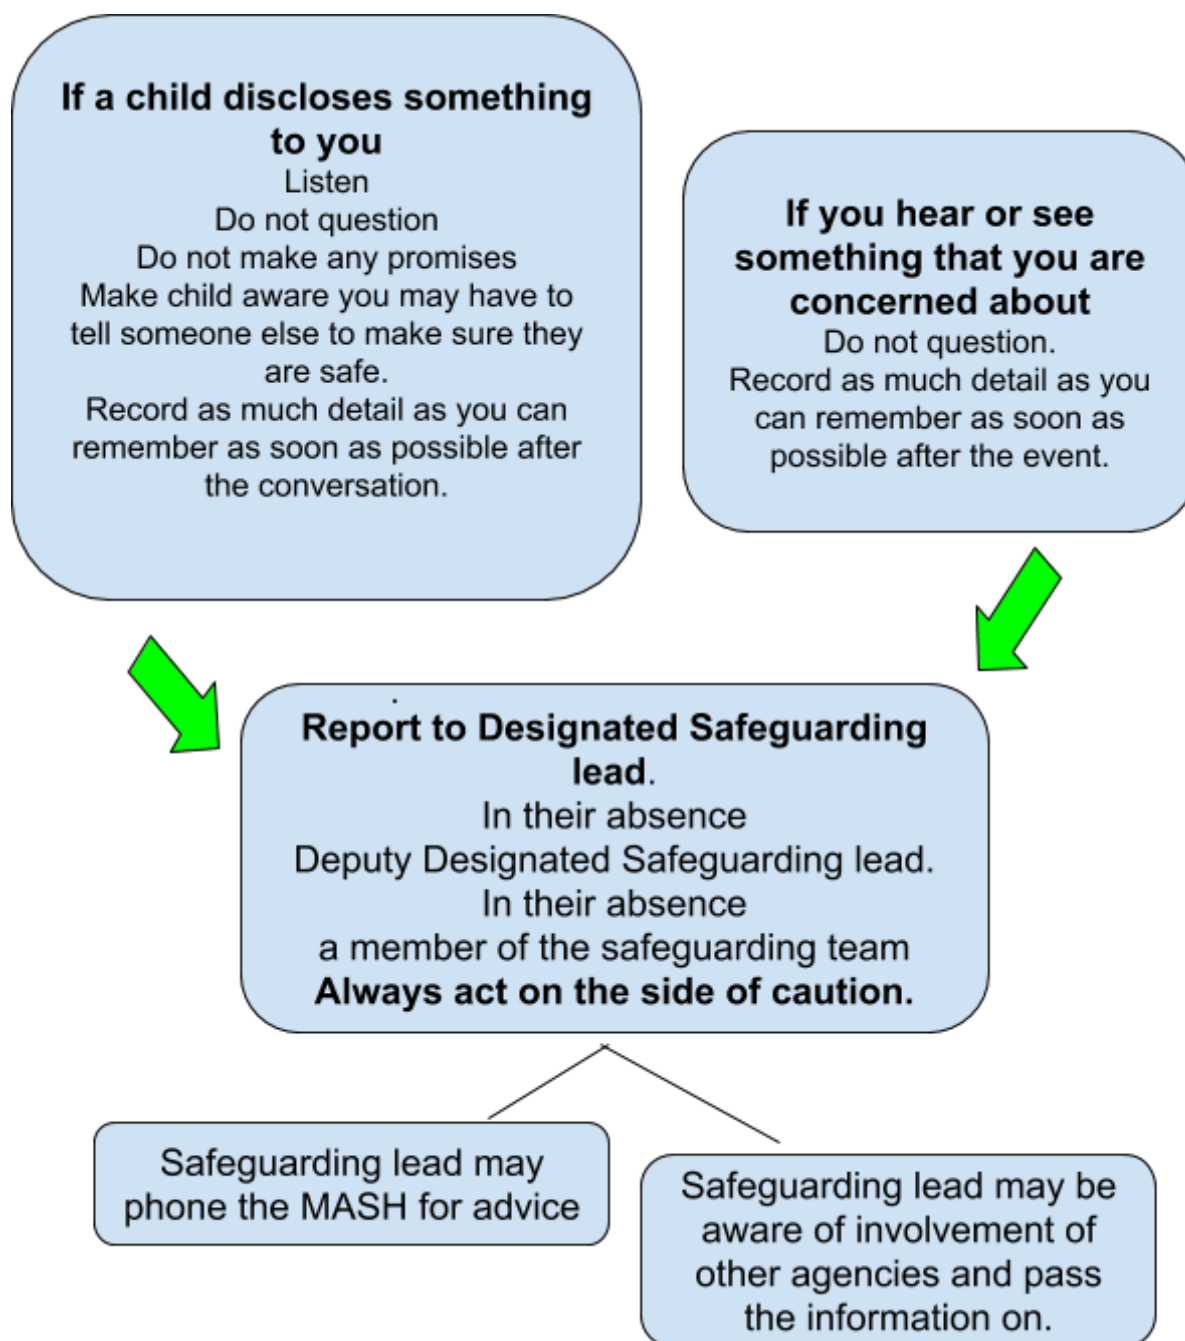 If a child discloses something
to you
Listen
Do not question
Do not make any promises
Make child aware you may have to
tell someone else to make sure they
are safe.
Record as much detail as you can
remember as soon as possible after
the conversation.
If you hear or see
something that you are
concerned about
Do not question.
Record as much detail as you
can remember as soon as
possible after the event.
.
Report to Designated Safeguarding
lead.
In their absence
Deputy Designated Safeguarding lead.
In their absence
a member of the safeguarding team
Always act on the side of caution.
Safeguarding lead may
phone the MASH for advice
Safeguarding lead may be
aware of involvement of
other agencies and pass
the information on.